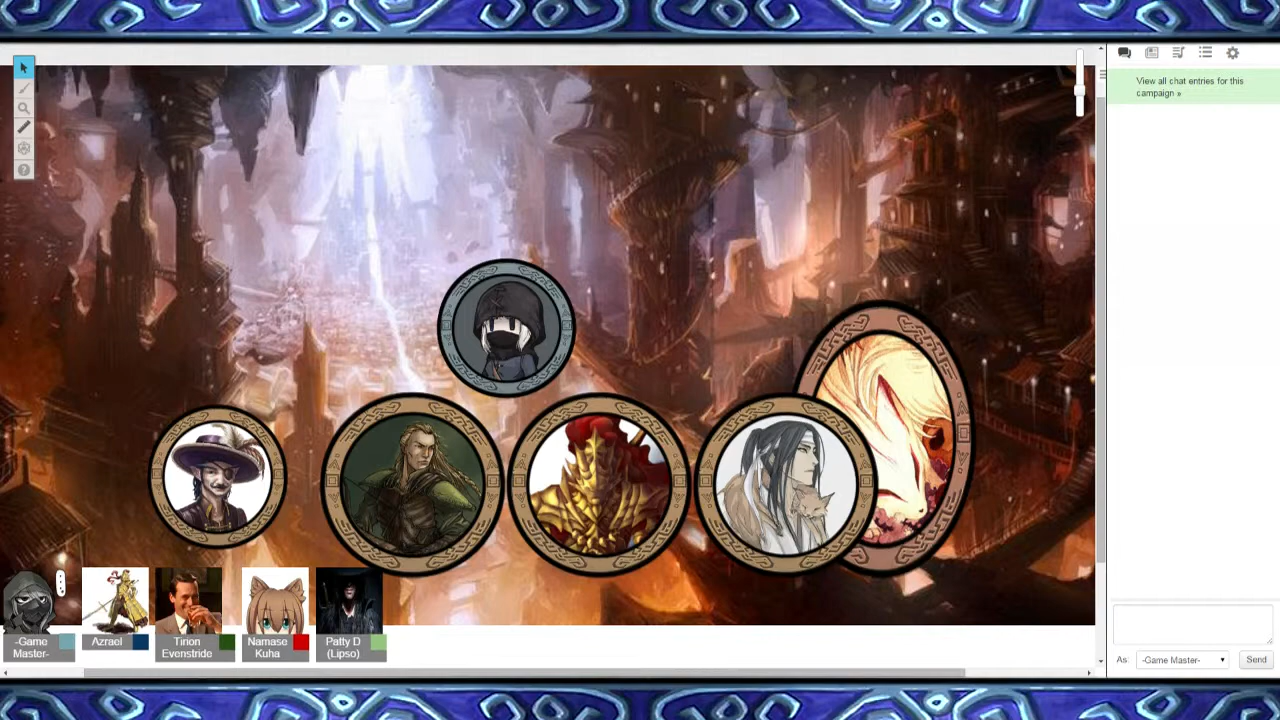 View all chat entries for this
campaign »
-Game
Master-
Azrael
Tirion
Evenstride
Namase
Kuha
Patty D
(Lipso)
As:
-Game Master-
Send